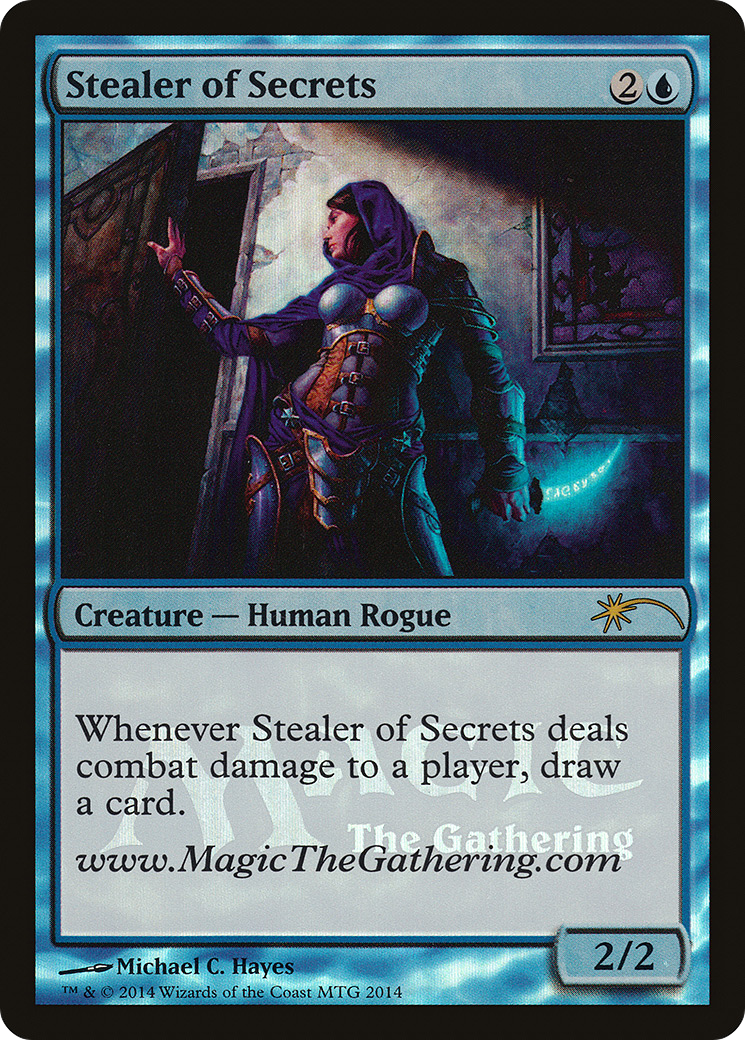 Stealer of Secrets
2
Creature — Human Rogue
Whenever Stealer of Secrets deals
combat damage to a player, draw
a card.
MAGIC
The Gathering
www.MagicTheGathering.com
2/2
Michael C. Hayes
™ & © 2014 Wizards of the Coast MTG 2014